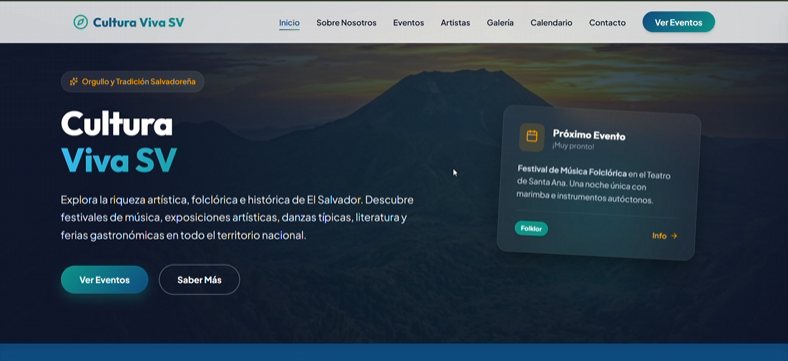 Cultura Viva SV
Inicio Sobre Nosotros Eventos Artistas Galería Calendario Contacto Ver Eventos
Orgullo y Tradición Salvadoreña
Cultura
Viva SV
Explora la riqueza artística, folclórica e histórica de El Salvador. Descubre
festivales de música, exposiciones artísticas, danzas típicas, literatura y
ferias gastronómicas en todo el territorio nacional.
Ver Eventos Saber Más
Próximo Evento
¡Muy pronto!
Festival de Música Folclórica en el Teatro
de Santa Ana. Una noche única con
marimba e instrumentos autóctonos.
Folklor
Info →